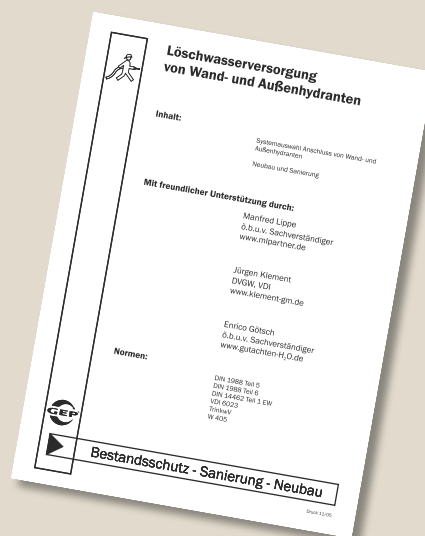 Löschwasserversorgung
von Wand- und Außenhydranten
Inhalt:
Systemauswahl Anschluss von Wand- und
Außenhydranten
Neubau und Sanierung
Mit freundlicher Unterstützung durch:
Manfred Lippe
ö.b.u.v. Sachverständiger
www.mlpartner.de
Jürgen Klement
DVGW, VDI
www.klement-gm.de
Enrico Götsch
ö.b.u.v. Sachverständiger
www.gutachten-H₂O.de
Normen:
DIN 1988 Teil 5
DIN 1988 Teil 6
DIN 14462 Teil 1 EW
VDI 6023
TrinkwV
W 405
GEP
Bestandsschutz - Sanierung - Neubau
Druck 11/05